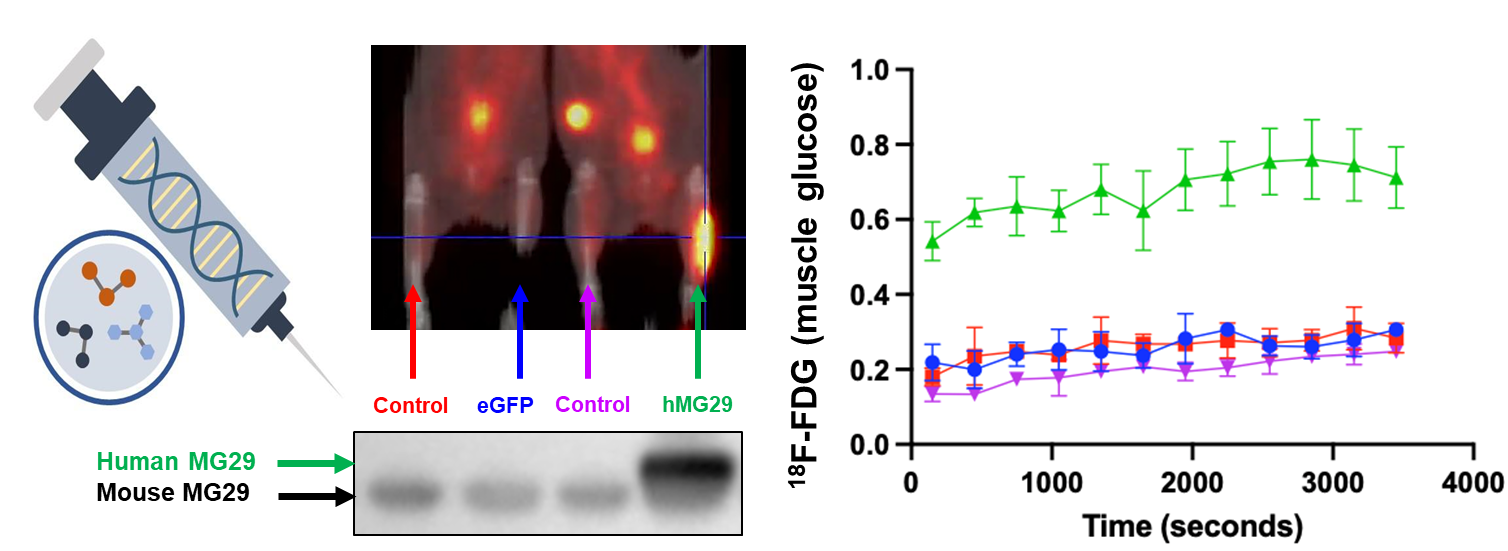 Control eGFP Control hMG29
Human MG29
Mouse MG29
18F-FDG (muscle glucose)
1.0
0.8
0.6
0.4
0.2
0.0
0 1000 2000 3000 4000
Time (seconds)